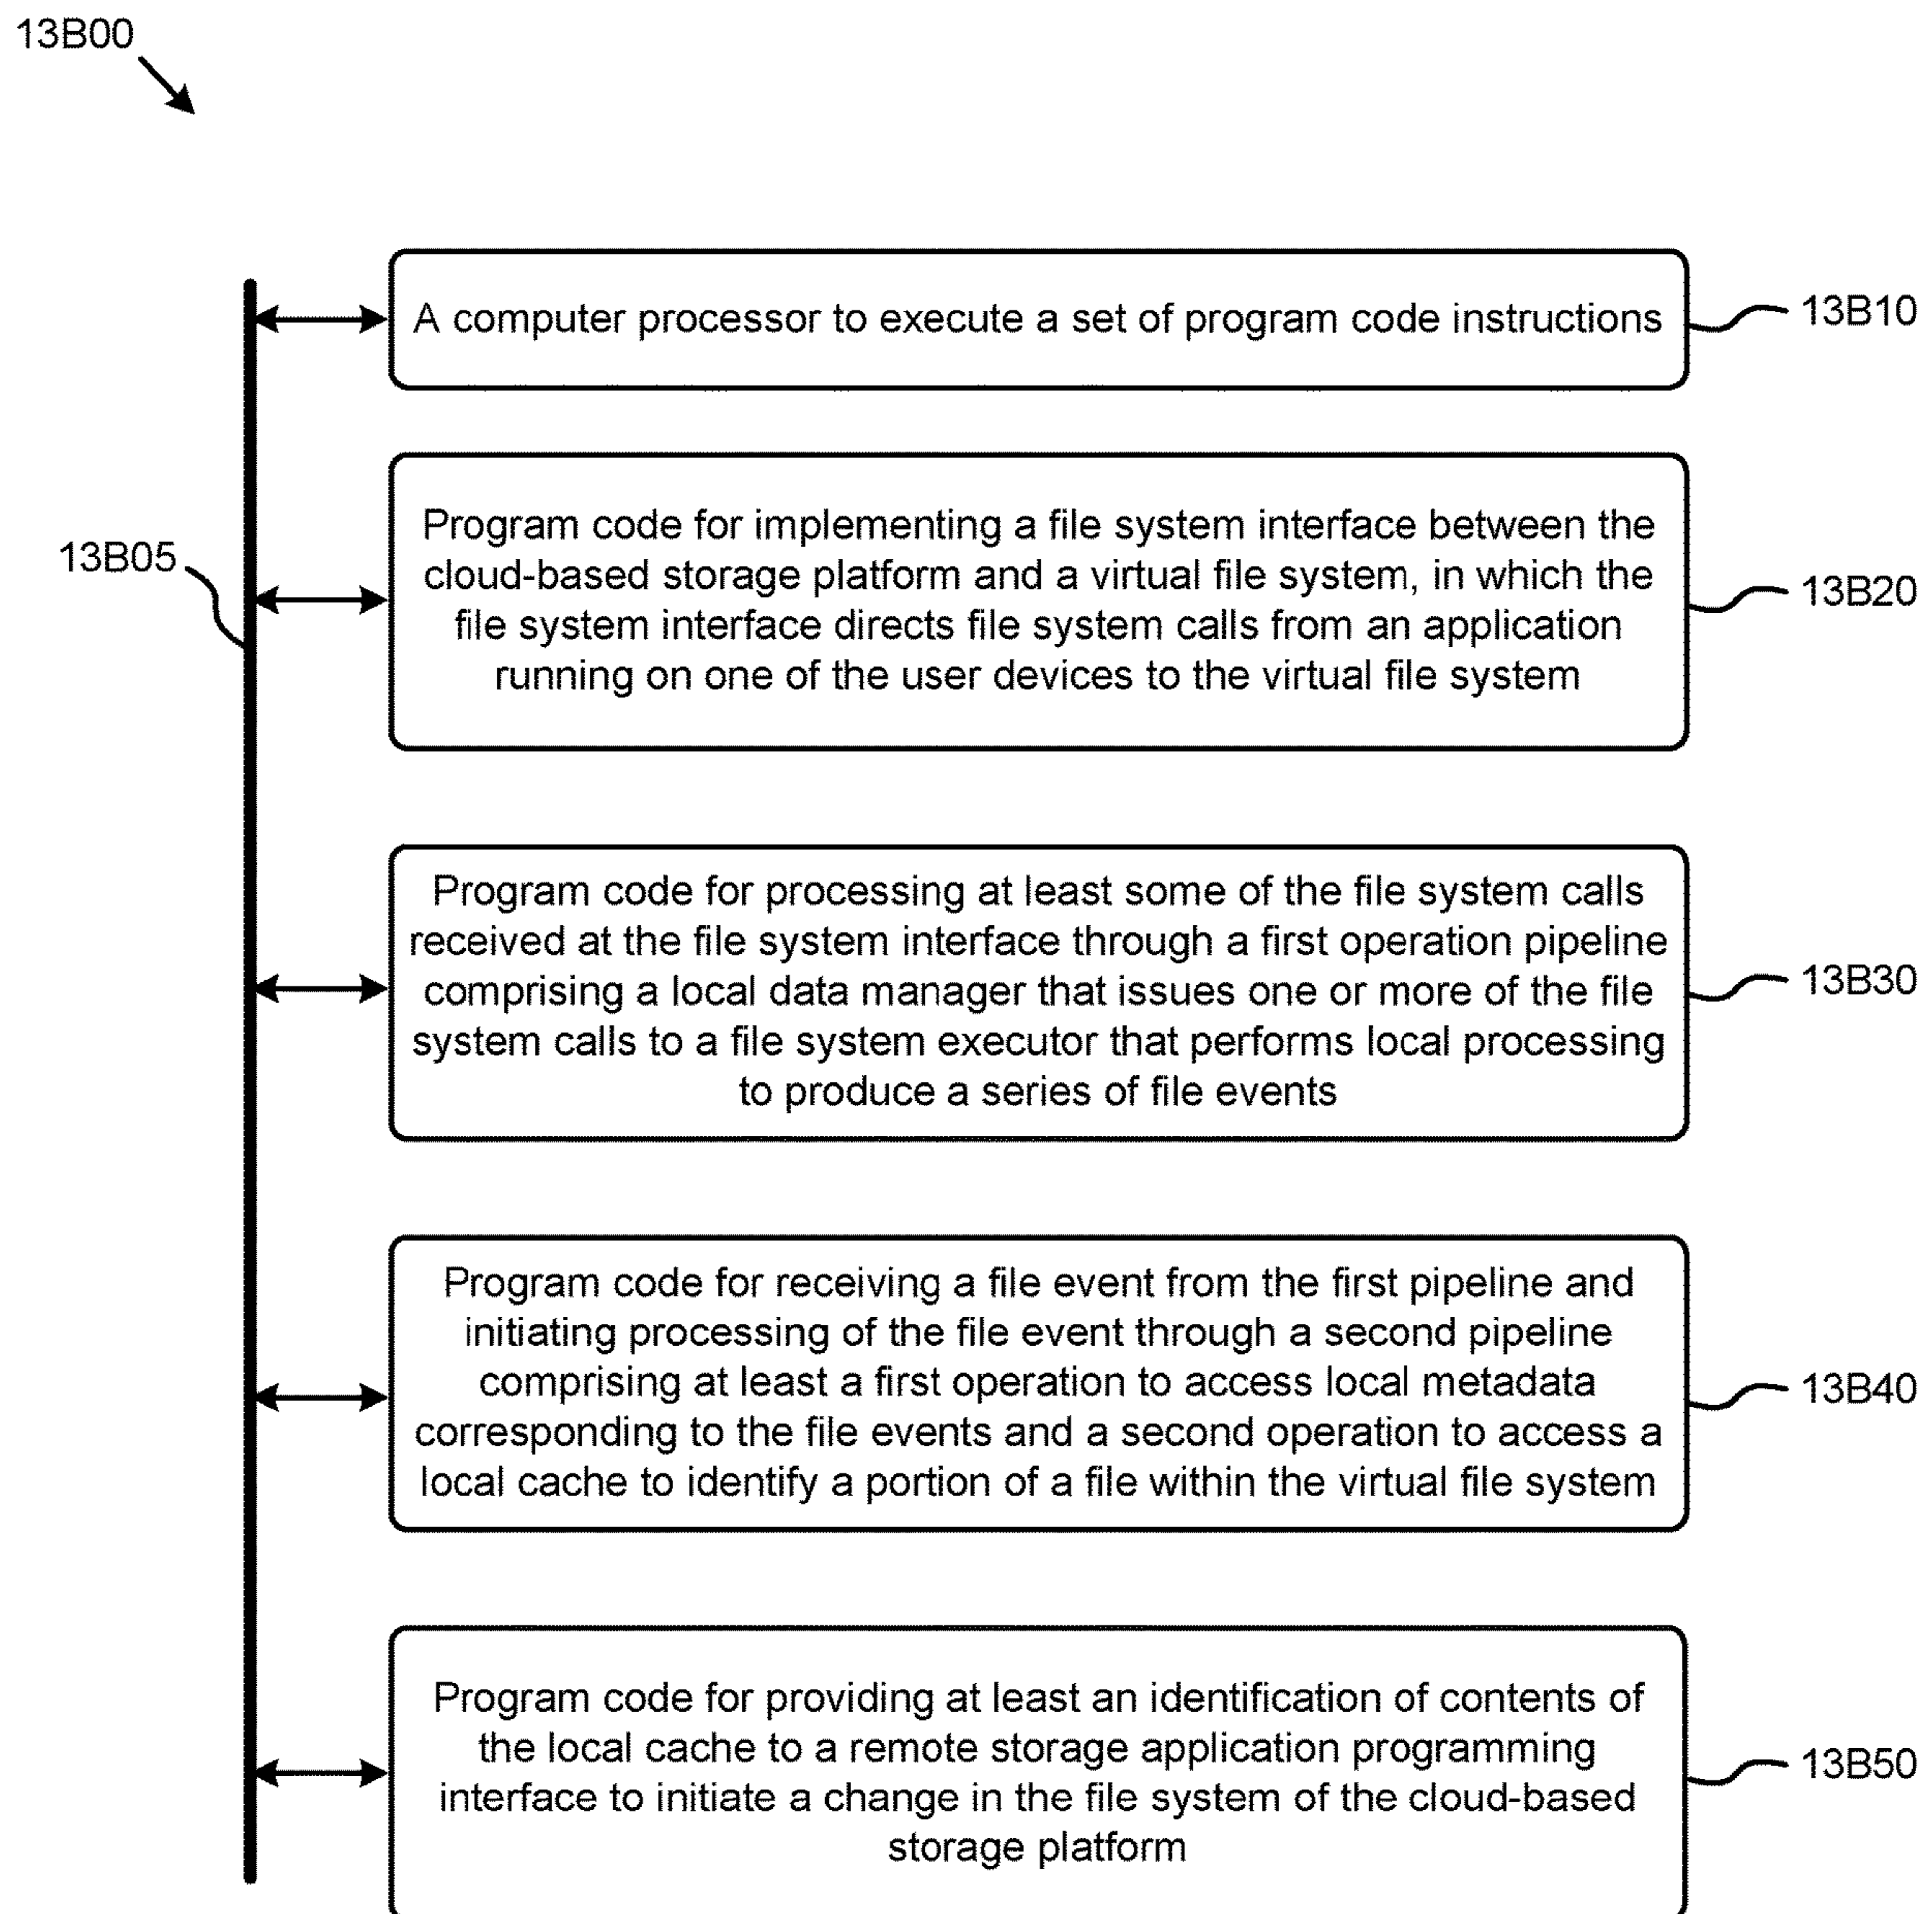 13B00
A computer processor to execute a set of program code instructions
13B10
Program code for implementing a file system interface between the
cloud-based storage platform and a virtual file system, in which the
file system interface directs file system calls from an application
running on one of the user devices to the virtual file system
13B05
13B20
Program code for processing at least some of the file system calls
received at the file system interface through a first operation pipeline
comprising a local data manager that issues one or more of the file
system calls to a file system executor that performs local processing
to produce a series of file events
13B30
Program code for receiving a file event from the first pipeline and
initiating processing of the file event through a second pipeline
comprising at least a first operation to access local metadata
corresponding to the file events and a second operation to access a
local cache to identify a portion of a file within the virtual file system
13B40
Program code for providing at least an identification of contents of
the local cache to a remote storage application programming
interface to initiate a change in the file system of the cloud-based
storage platform
13B50